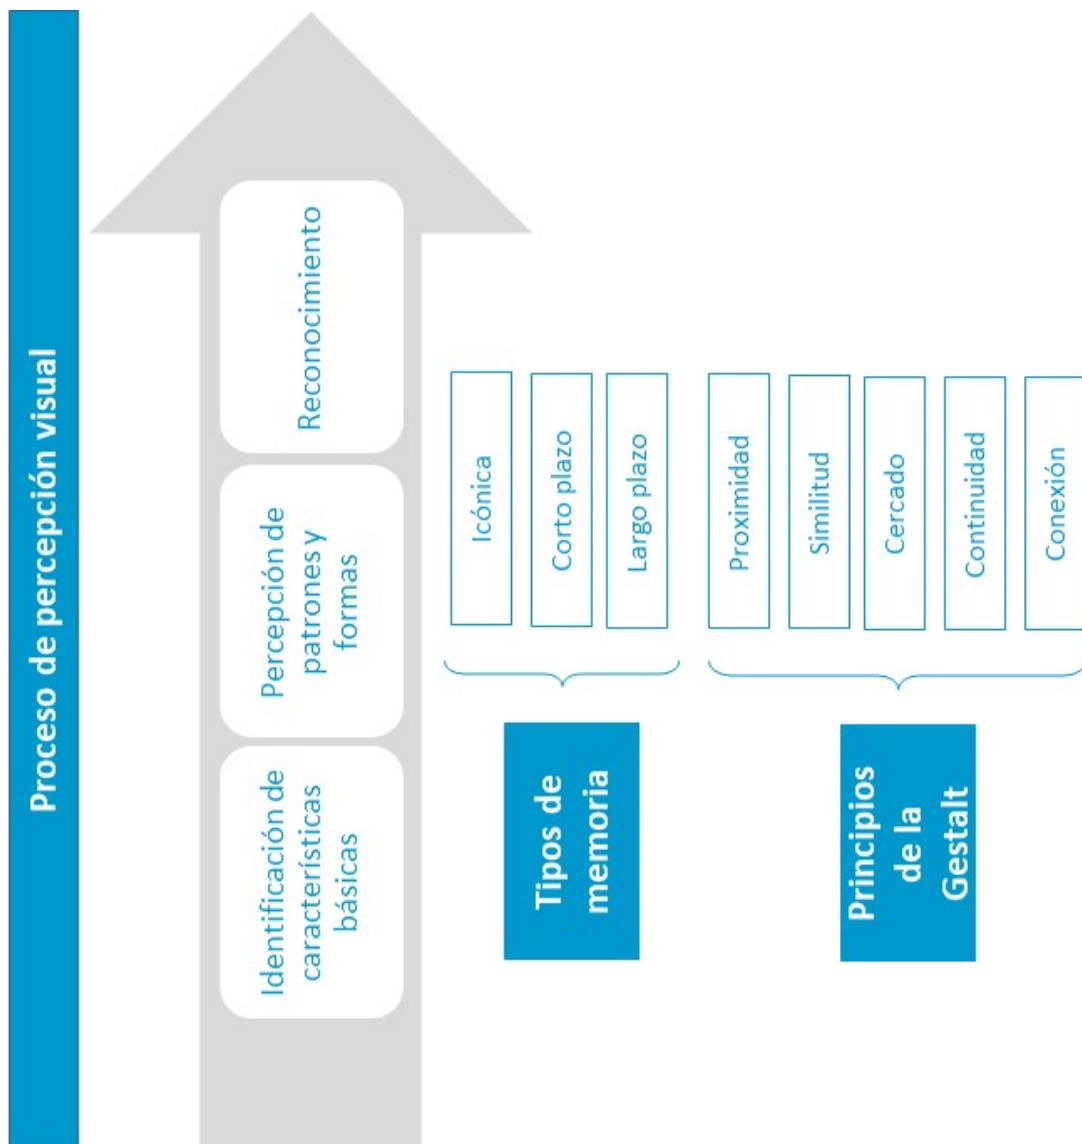 Proceso de percepción visual
Identificación de
características
básicas
Percepción de
patrones y
formas
Reconocimiento
Tipos de
memoria
Icónica
Corto plazo
Largo plazo
Principios
de la
Gestalt
Proximidad
Similitud
Cercado
Continuidad
Conexión